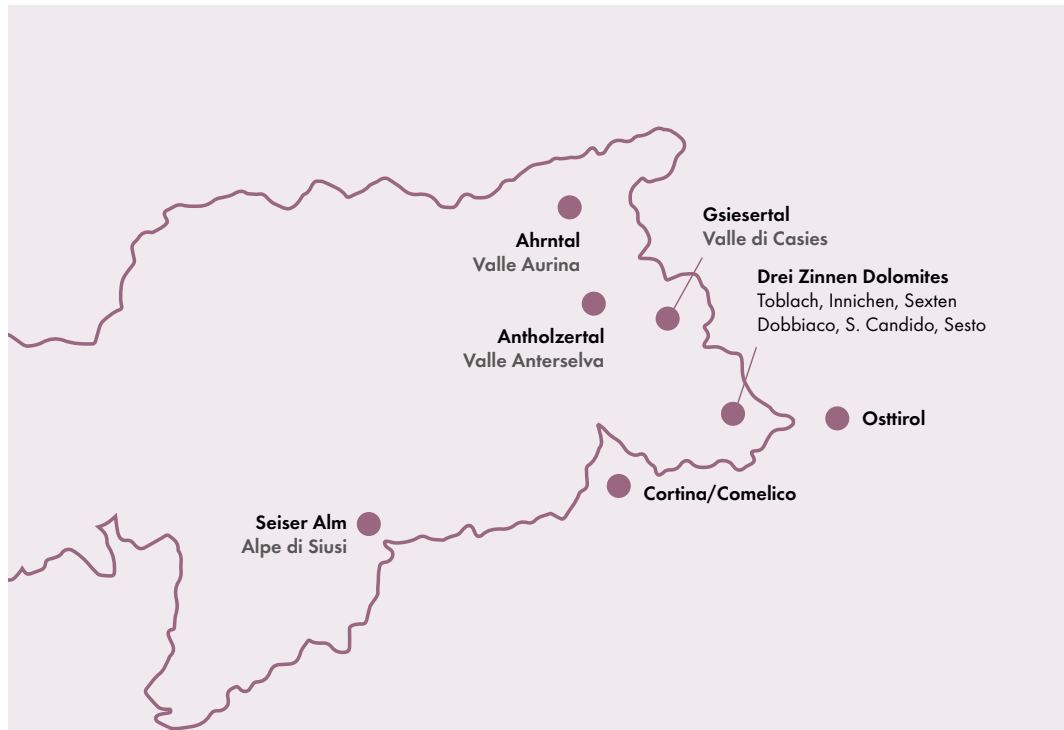 Ahrntal
Valle Aurina
Gsiesertal
Valle di Casies
Drei Zinnen Dolomites
Toblach, Innichen, Sexten
Dobbiaco, S. Candido, Sesto
Antholzertal
Valle Anterselva
Osttirol
Cortina/Comelico
Seiser Alm
Alpe di Siusi